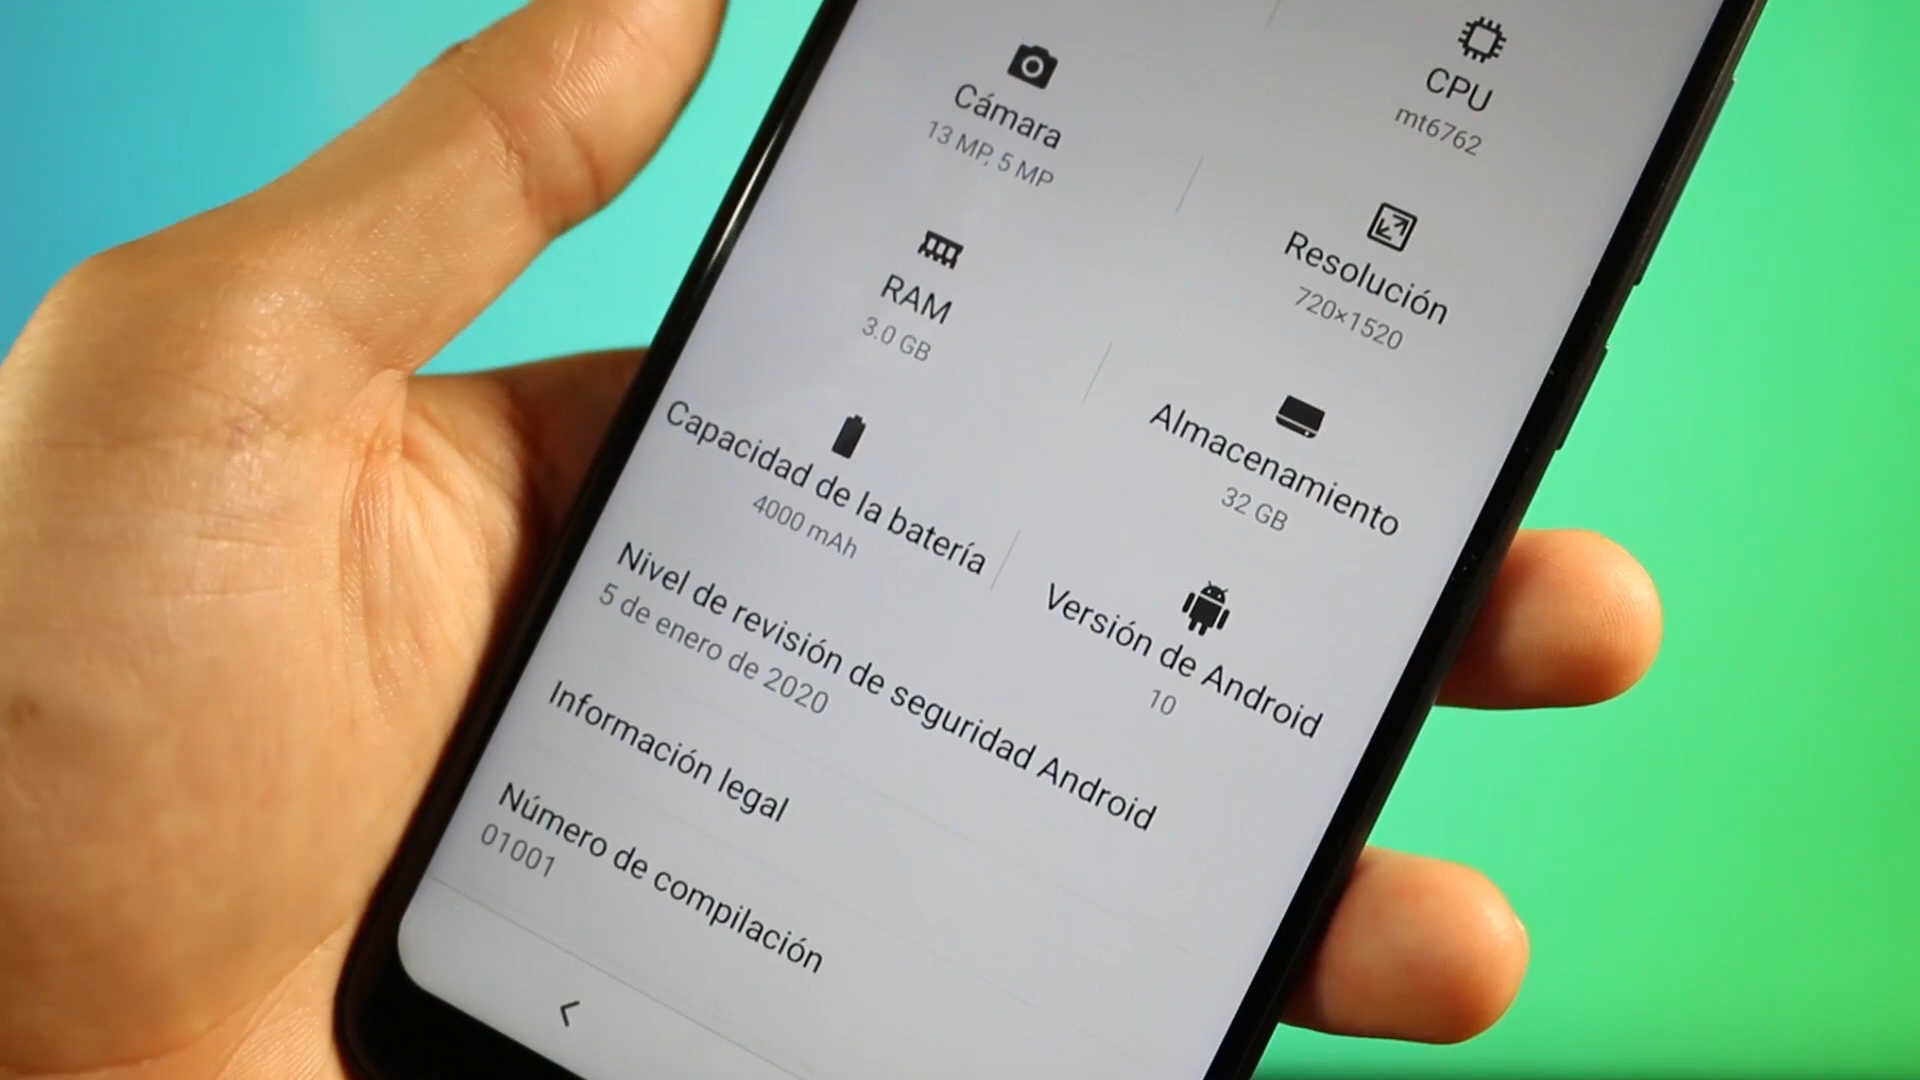 Cámara
13 MP, 5 MP
CPU
mt6762
RAM
3.0 GB
Resolución
720×1520
Capacidad de la batería
4000 mAh
Almacenamiento
32 GB
Versión de Android
10
Nivel de revisión de seguridad Android
5 de enero de 2020
Información legal
Número de compilación
01001